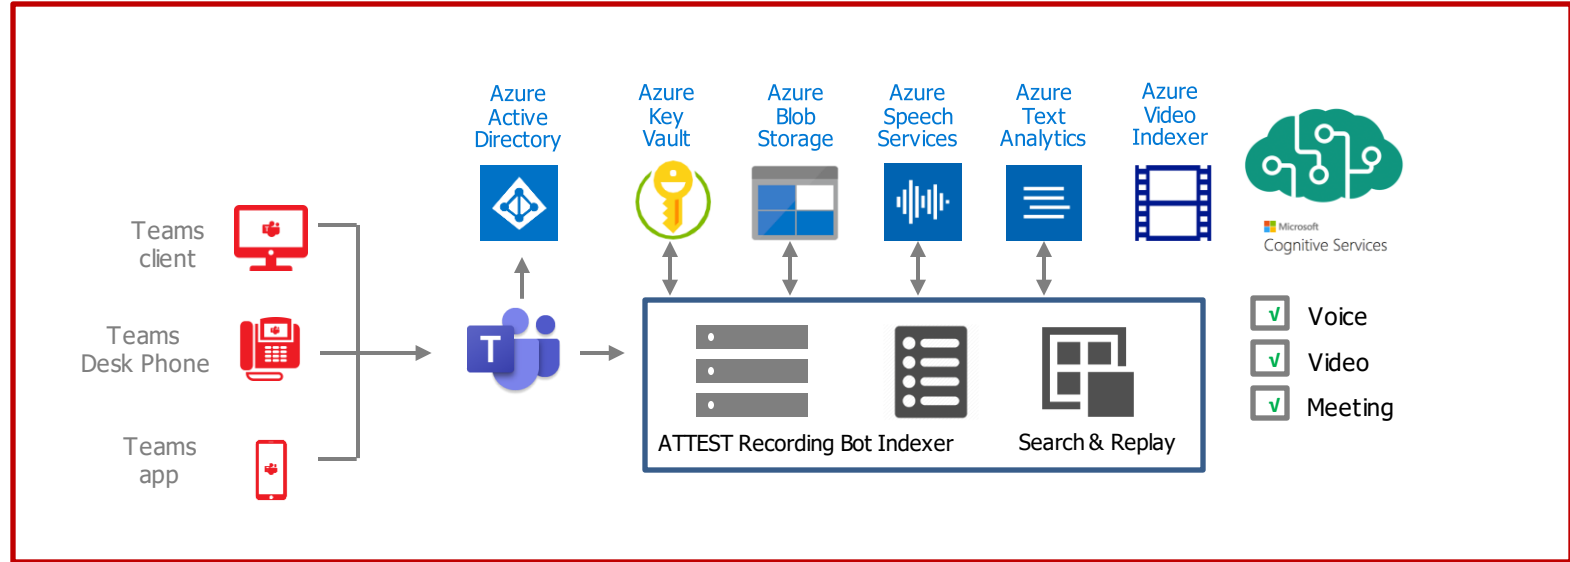 Azure
Active
Directory
Azure
Key
Vault
Azure
Blob
Storage
Azure
Speech
Services
Azure
Text
Analytics
Azure
Video
Indexer
Microsoft
Cognitive Services
Teams
client
Teams
Desk Phone
Teams
app
T
ATTEST Recording Bot Indexer
Search & Replay
√ Voice
√ Video
√ Meeting